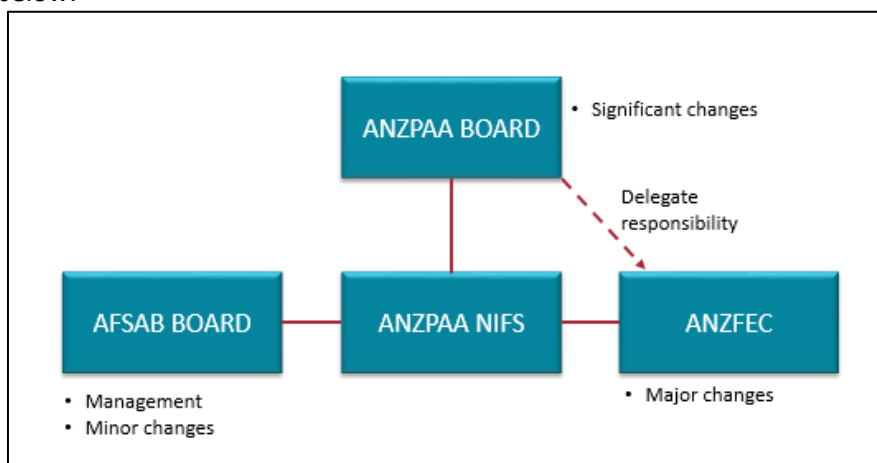 ANZPAA BOARD
• Significant changes
Delegate
responsibility
AFSAB BOARD
ANZPAA NIFS
ANZFEC
• Management
• Minor changes
• Major changes